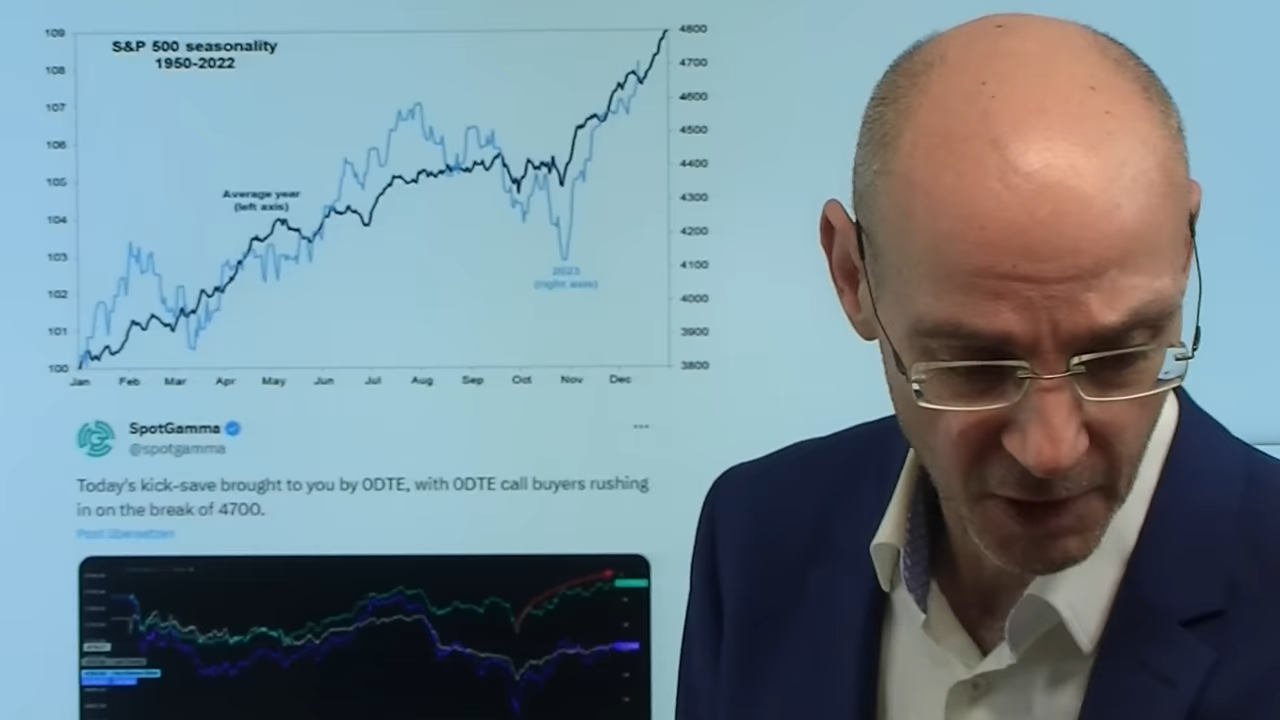 S&P 500 seasonality
1950-2022
109
108
107
106
105
104
103
102
101
100
4800
4700
4600
4500
4400
4300
4200
4100
4000
3900
3800
Average year
(left axis)
2023
(right axis)
Jan Feb Mar Apr May Jun Jul Aug Sep Oct Nov Dec
SpotGamma
@spotgamma
Today's kick-save brought to you by 0DTE, with 0DTE call buyers rushing
in on the break of 4700.
Post übersetzen